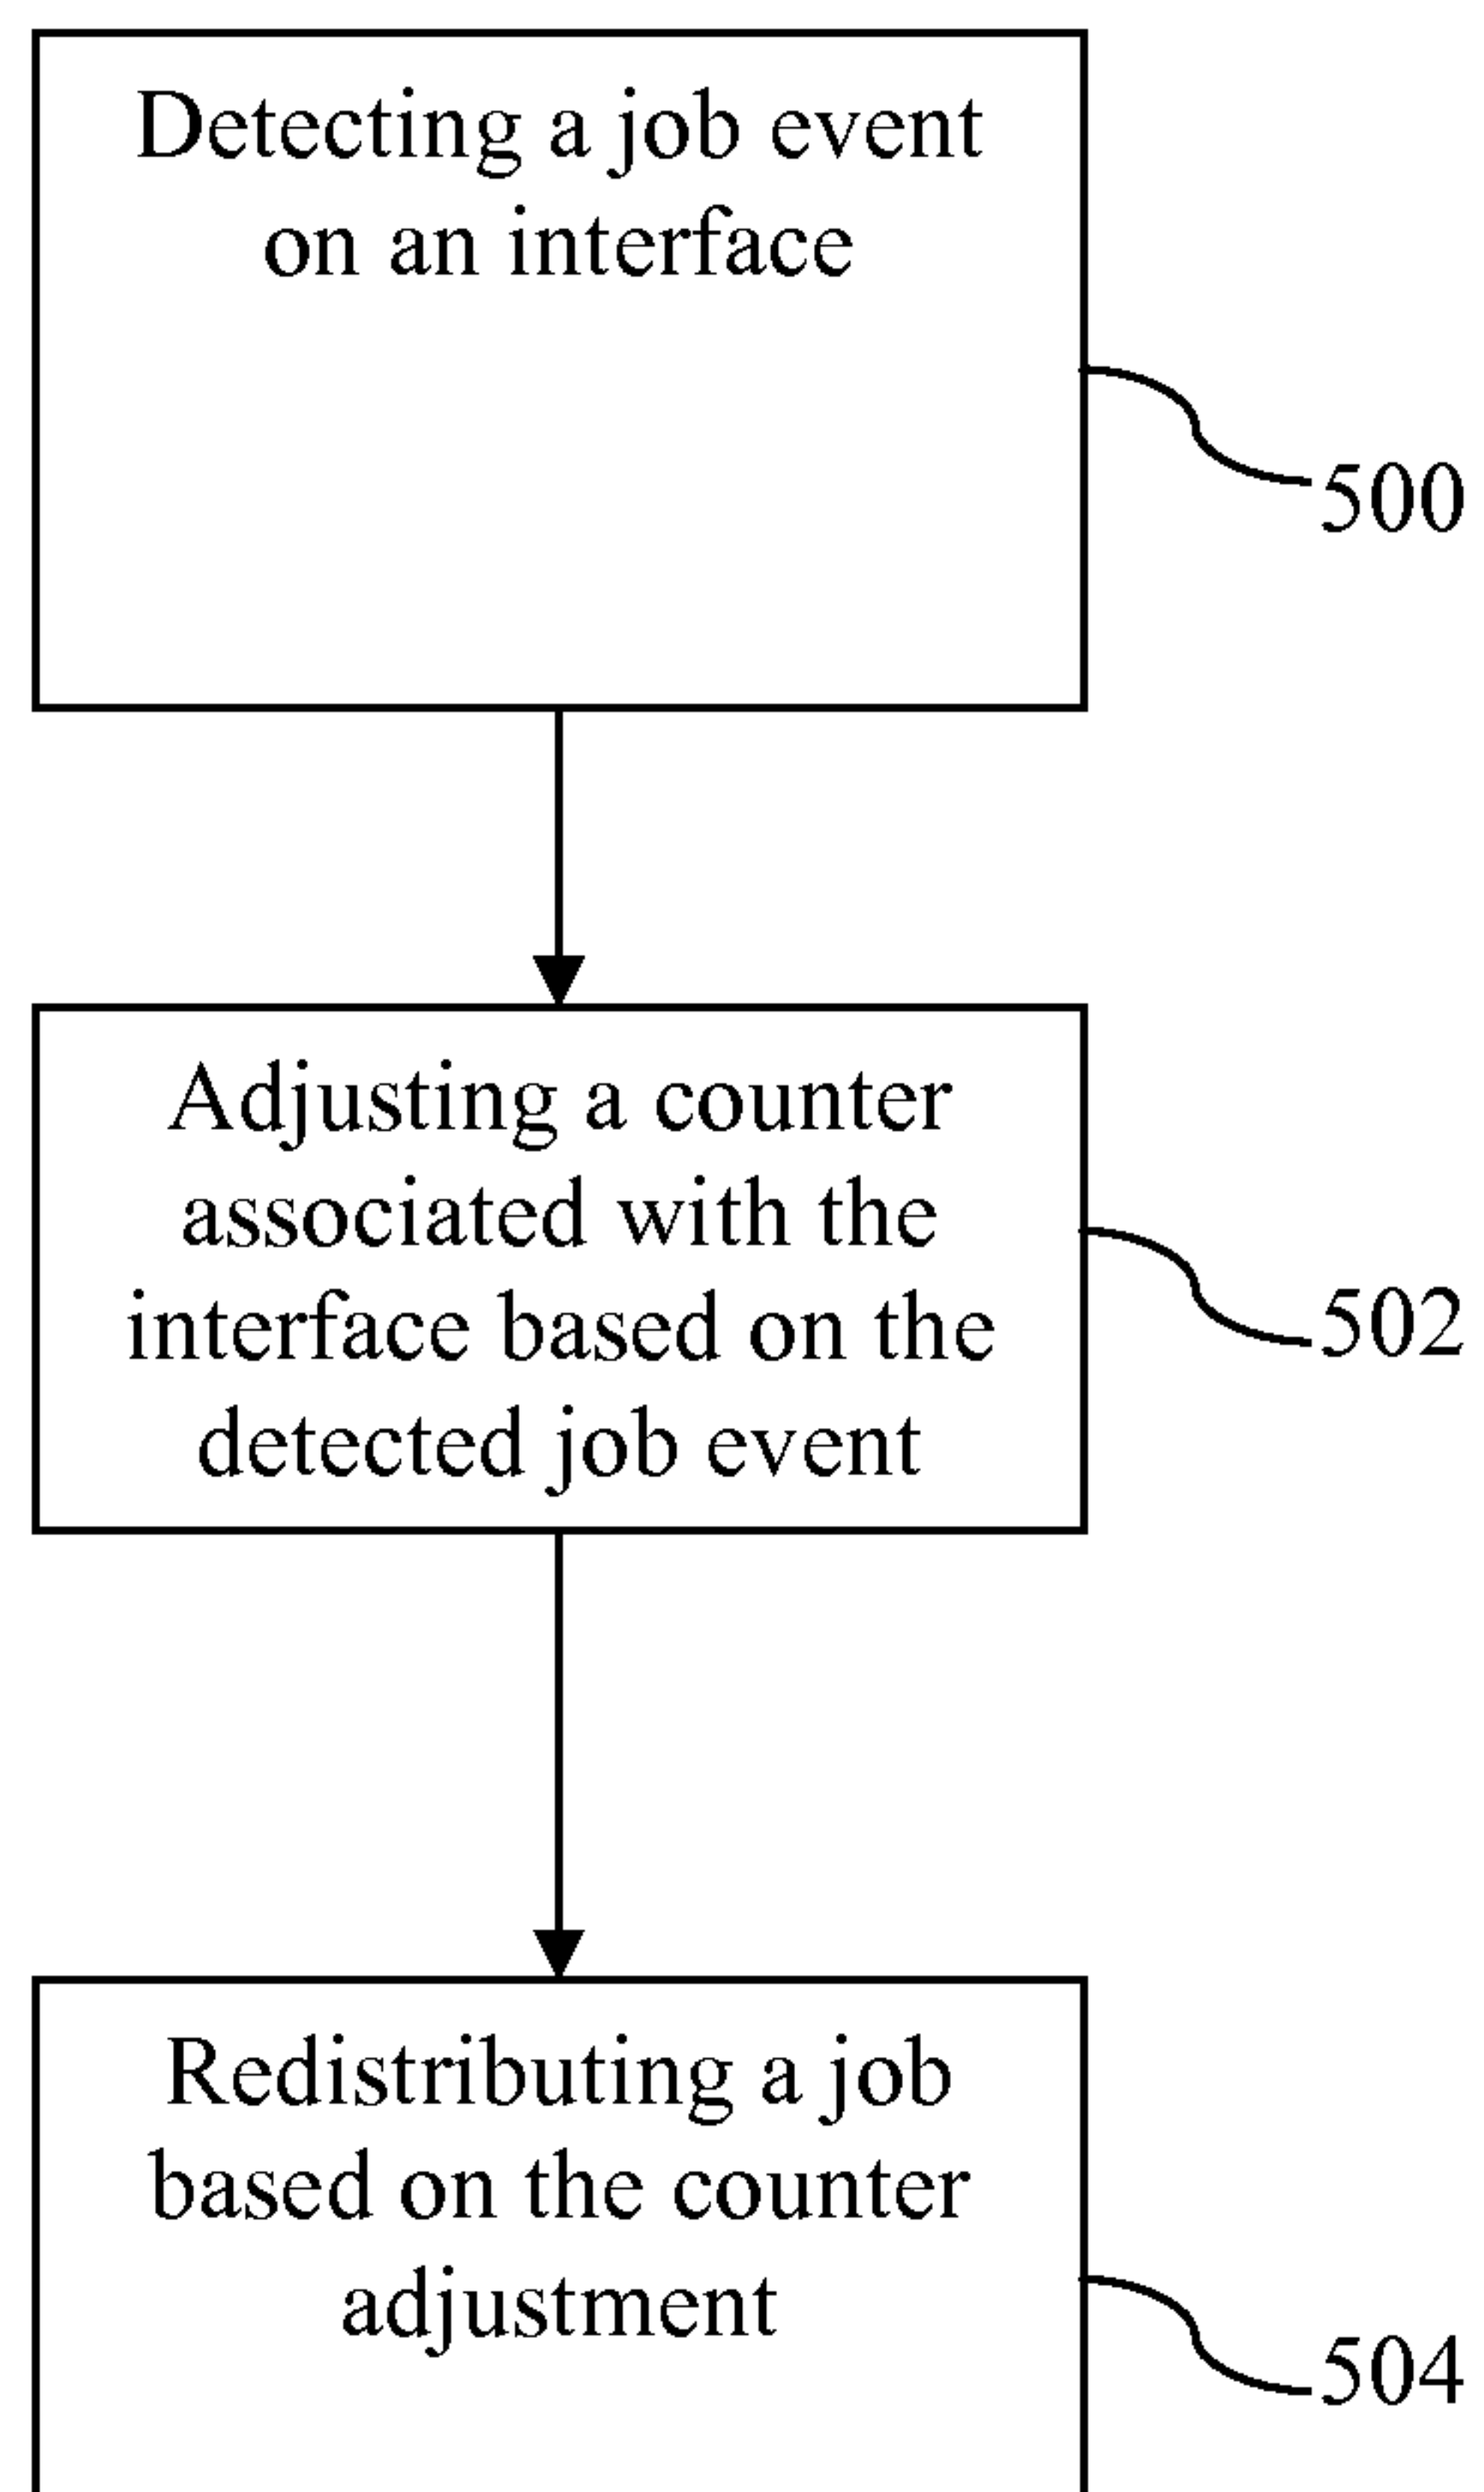 Detecting a job event
on an interface
500
Adjusting a counter
associated with the
interface based on the
detected job event
502
Redistributing a job
based on the counter
adjustment
504